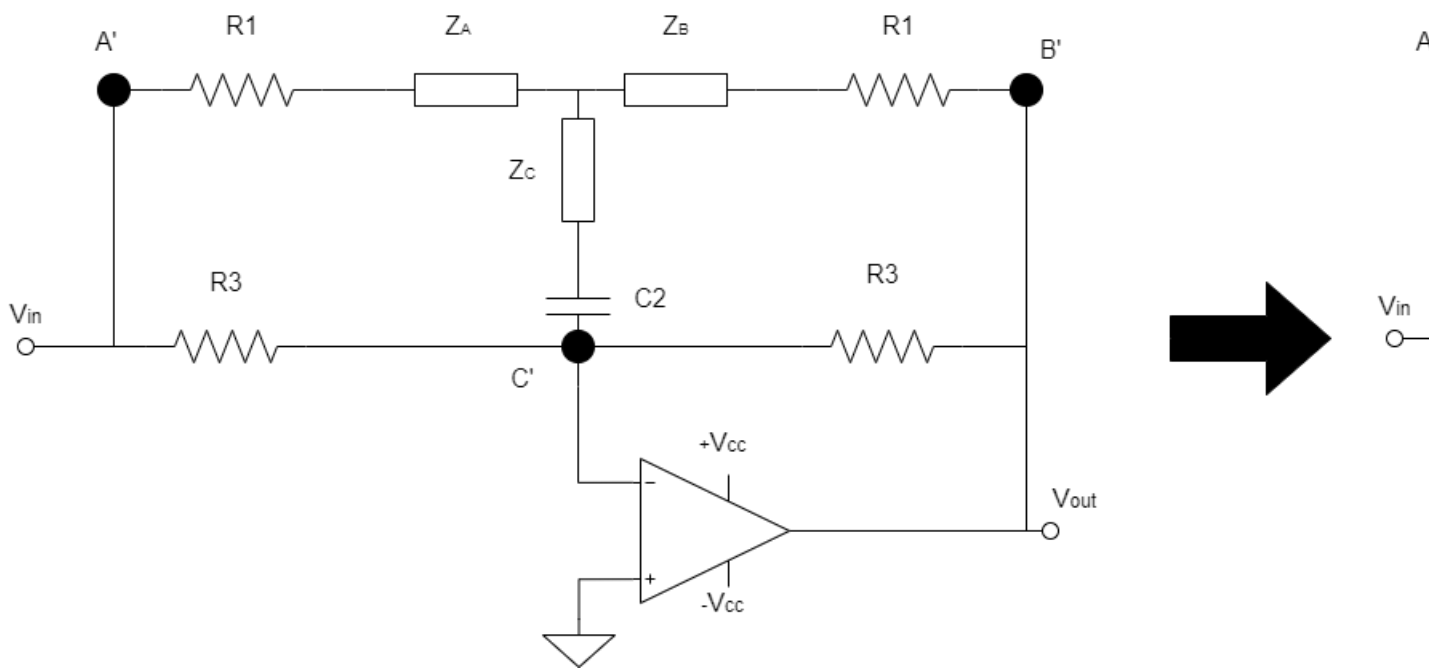 R1
ZA
ZB
R1
A'
B'
A
ZC
R3
C2
R3
Vin
Vin
C'
+Vcc
-
Vout
+
-Vcc